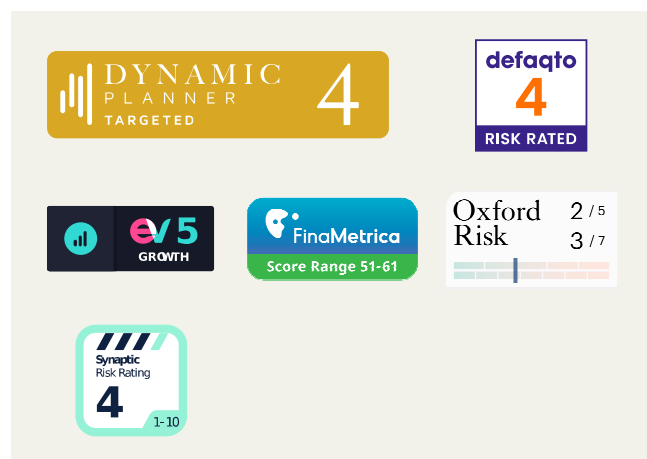 DYNAMIC
PLANNER
TARGETED
4
defaqto
4
RISK RATED
ev 5
GROWTH
FinaMetrica
Score Range 51-61
Oxford
Risk
2 / 5
3 / 7
Synaptic
Risk Rating
4
1-10